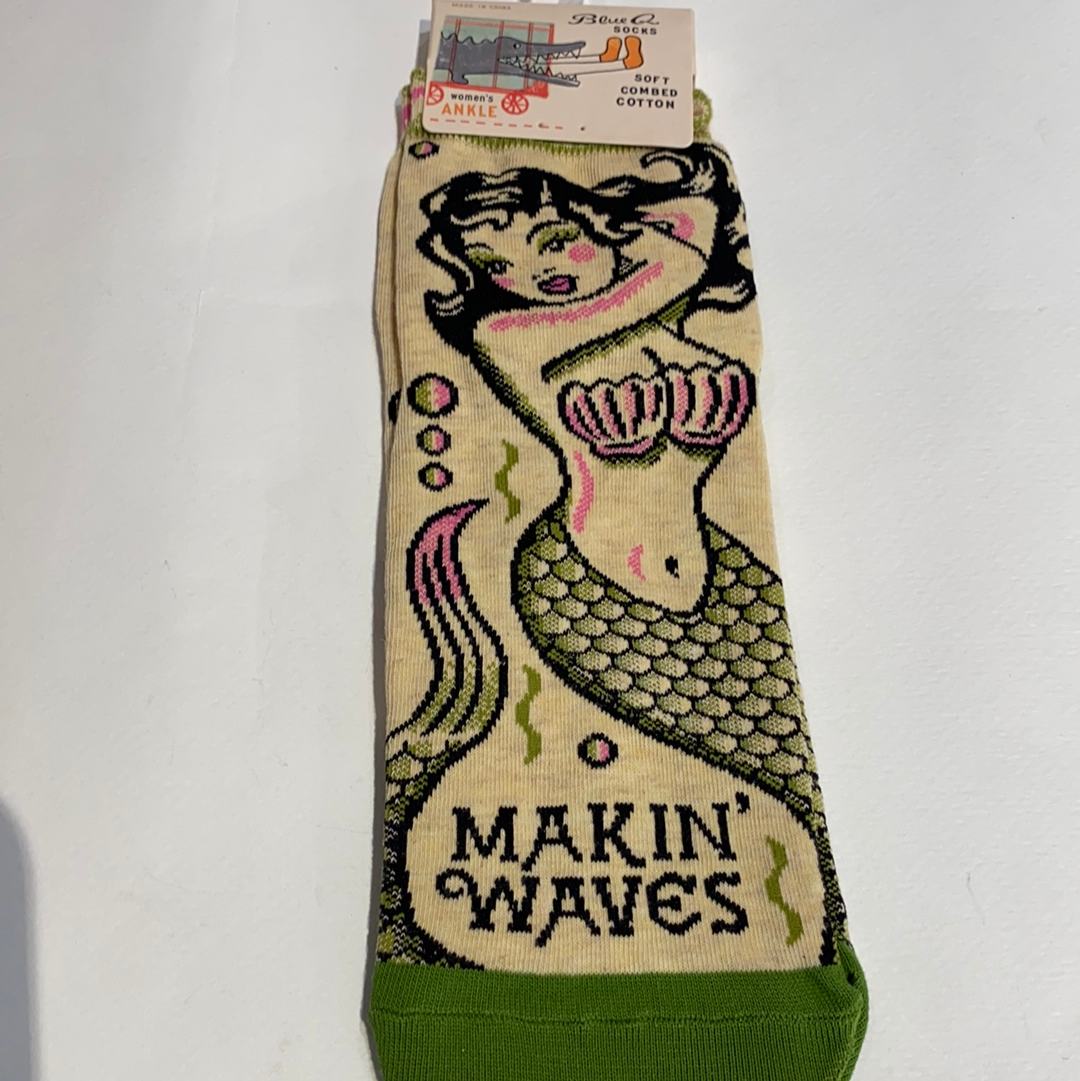 MADE IN CHINA
Blue Q
SOCKS
SOFT
COMBED
COTTON
women's
ANKLE
MAKIN'
WAVES